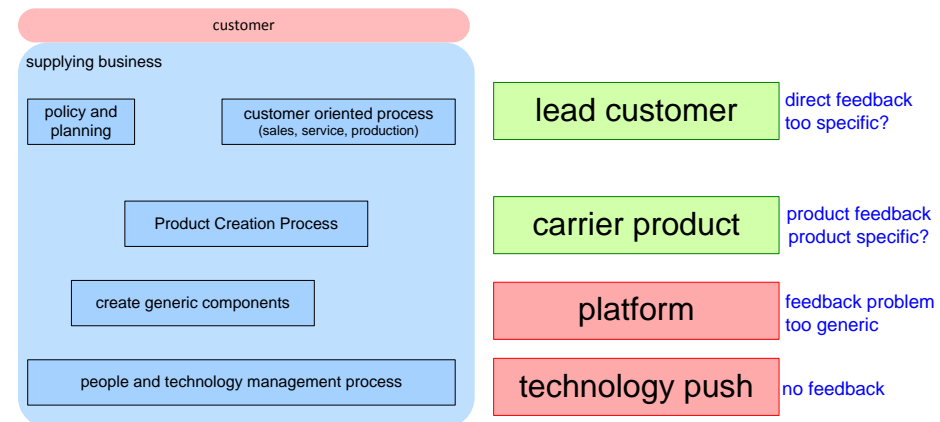 customer
supplying business
policy and
planning
customer oriented process
(sales, service, production)
lead customer
direct feedback
too specific?
Product Creation Process
carrier product
product feedback
product specific?
create generic components
platform
feedback problem
too generic
people and technology management process
technology push
no feedback